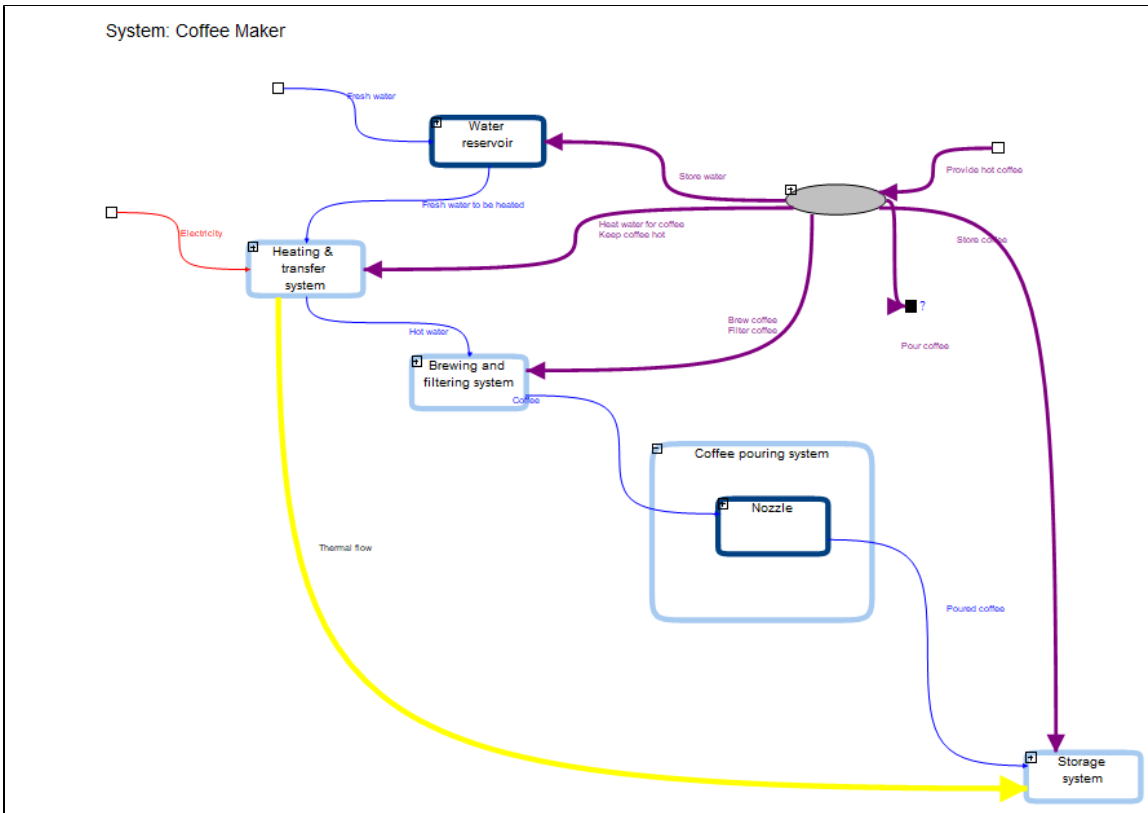 System: Coffee Maker
Fresh water
Water
reservoir
Provide hot coffee
Store water
Fresh water to be heated
Electricity
Heat water for coffee
Keep coffee hot
Store coffee
Heating &
transfer
system
?
Brew coffee
Filter coffee
Hot water
Pour coffee
Brewing and
filtering system
Coffee
Coffee pouring system
Nozzle
Thermal flow
Poured coffee
Storage
system